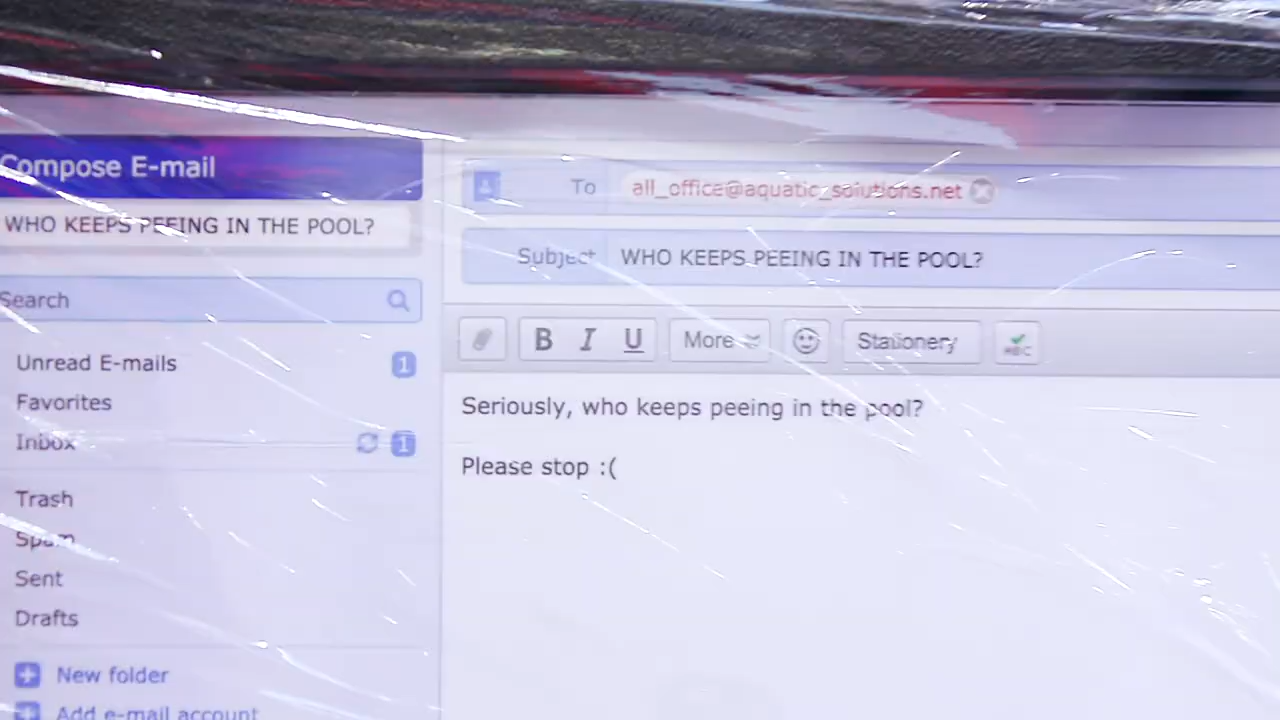 Compose E-mail
WHO KEEPS PEEING IN THE POOL?
Search
Unread E-mails 1
Favorites
Inbox 1
Trash
Spam
Sent
Drafts
New folder
Add e-mail account
To all_office@aquatic_solutions.net
Subject WHO KEEPS PEEING IN THE POOL?
B I U More Stationery ABC
Seriously, who keeps peeing in the pool?
Please stop :(